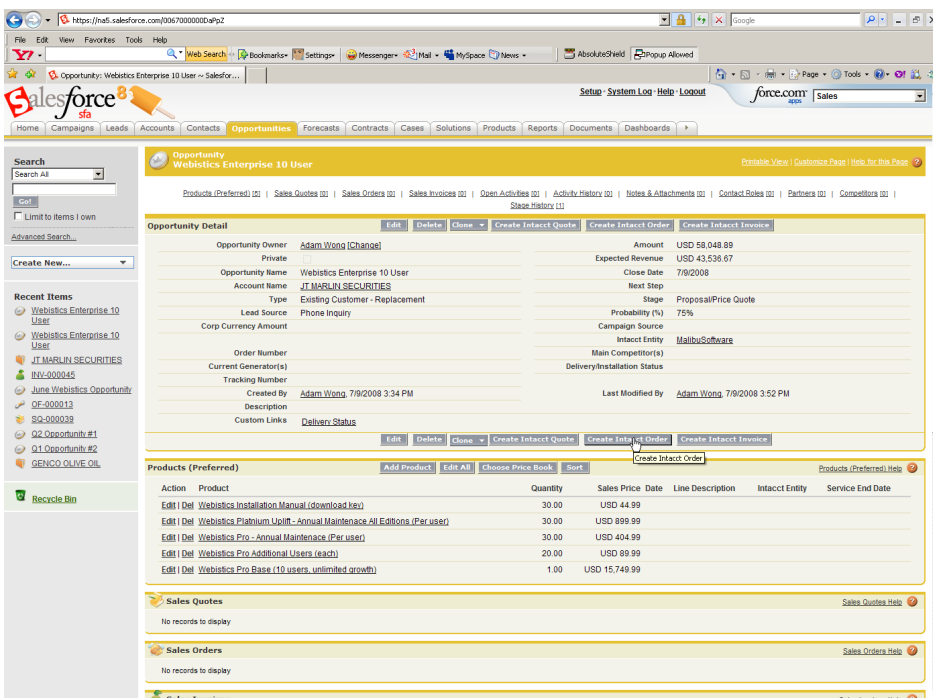 https://na5.salesforce.com/0067000000DaPpZ
Google
File Edit View Favorites Tools Help
Y7 - Web Search Bookmarks Settings Messenger Mail MySpace News AbsoluteShield Popup Allowed
Opportunity: Webistics Enterprise 10 User ~ Salesfor...
Page Tools
salesforce 8
sfa
Setup · System Log · Help · Logout
force.com
apps
Sales
Home Campaigns Leads Accounts Contacts Opportunities Forecasts Contracts Cases Solutions Products Reports Documents Dashboards
Search
Search All
Go!
Limit to items I own
Advanced Search...
Create New...
Recent Items
Webistics Enterprise 10 User
Webistics Enterprise 10 User
JT MARLIN SECURITIES
INV-000045
June Webistics Opportunity
OF-000013
SQ-000039
Q2 Opportunity #1
Q1 Opportunity #2
GENCO OLIVE OIL
Recycle Bin
Opportunity
Webistics Enterprise 10 User
Printable View | Customize Page | Help for this Page
Products (Preferred) [5] | Sales Quotes [0] | Sales Orders [0] | Sales Invoices [0] | Open Activities [0] | Activity History [0] | Notes & Attachments [0] | Contact Roles [0] | Partners [0] | Competitors [0] |
Stage History [1]
Opportunity Detail Edit Delete Clone Create Intacct Quote Create Intacct Order Create Intacct Invoice
Opportunity Owner Adam Wong [Change] Amount USD 58,048.89
Private Expected Revenue USD 43,536.67
Opportunity Name Webistics Enterprise 10 User Close Date 7/9/2008
Account Name JT MARLIN SECURITIES Next Step
Type Existing Customer - Replacement Stage Proposal/Price Quote
Lead Source Phone Inquiry Probability (%) 75%
Corp Currency Amount Campaign Source
Intacct Entity MalibuSoftware
Order Number Main Competitor(s)
Current Generator(s) Delivery/Installation Status
Tracking Number
Created By Adam Wong, 7/9/2008 3:34 PM Last Modified By Adam Wong, 7/9/2008 3:52 PM
Description
Custom Links Delivery Status
Edit Delete Clone Create Intacct Quote Create Intacct Order Create Intacct Invoice
Create Intacct Order
Products (Preferred) Add Product Edit All Choose Price Book Sort Products (Preferred) Help
Action Product Quantity Sales Price Date Line Description Intacct Entity Service End Date
Edit | Del Webistics Installation Manual (download key) 30.00 USD 44.99
Edit | Del Webistics Platnium Uplift - Annual Maintenace All Editions (Per user) 30.00 USD 899.99
Edit | Del Webistics Pro - Annual Maintenace (Per user) 30.00 USD 404.99
Edit | Del Webistics Pro Additional Users (each) 20.00 USD 89.99
Edit | Del Webistics Pro Base (10 users, unlimited growth) 1.00 USD 15,749.99
Sales Quotes Sales Quotes Help
No records to display
Sales Orders Sales Orders Help
No records to display